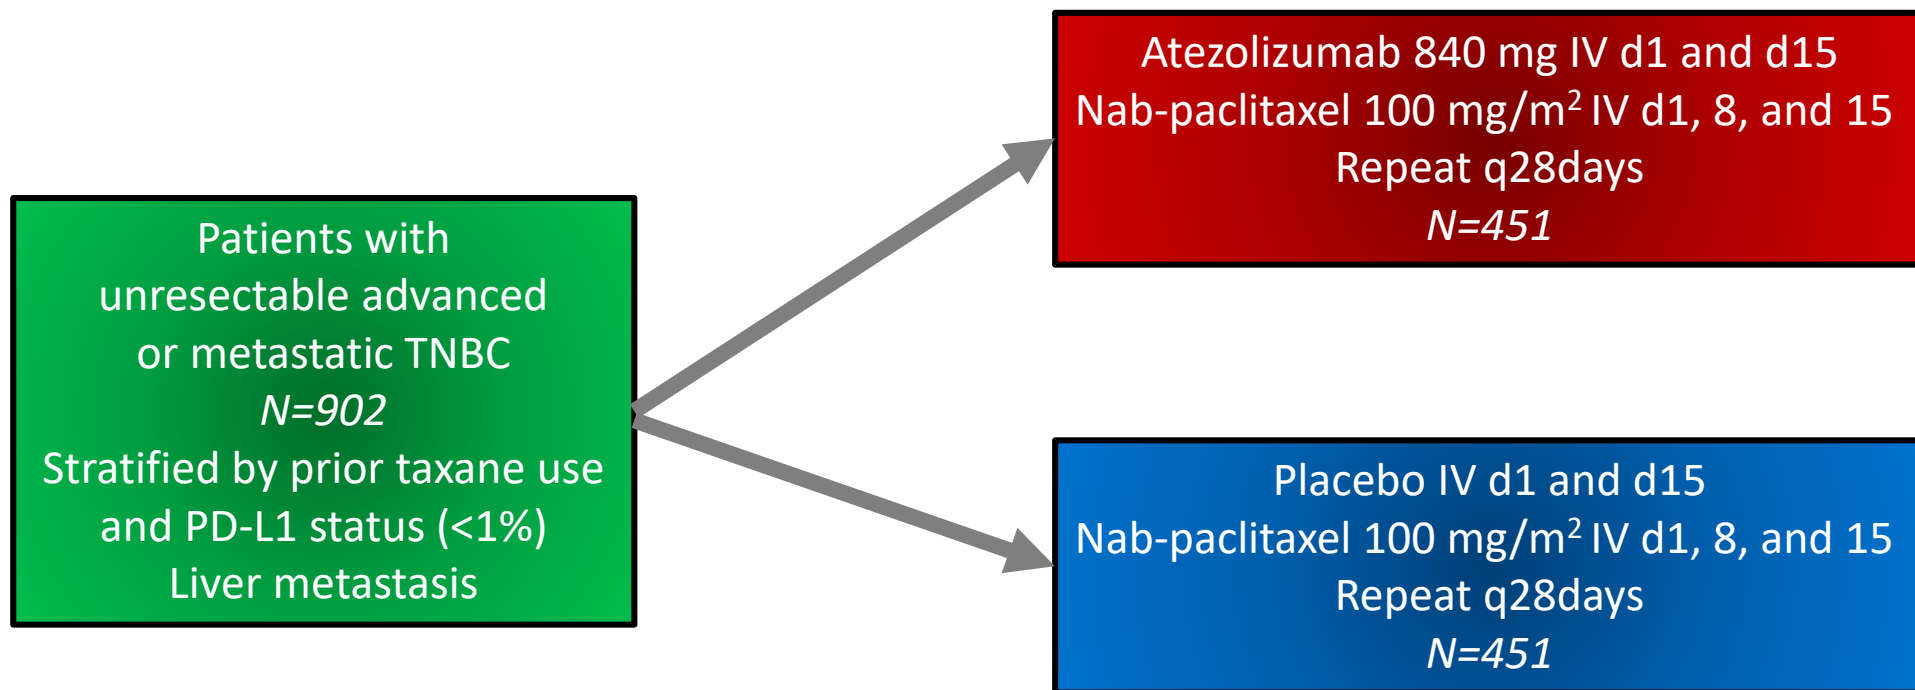 Patients with
unresectable advanced
or metastatic TNBC
N=902
Stratified by prior taxane use
and PD-L1 status (<1%)
Liver metastasis
Atezolizumab 840 mg IV d1 and d15
Nab-paclitaxel 100 mg/m² IV d1, 8, and 15
Repeat q28days
N=451
Placebo IV d1 and d15
Nab-paclitaxel 100 mg/m² IV d1, 8, and 15
Repeat q28days
N=451